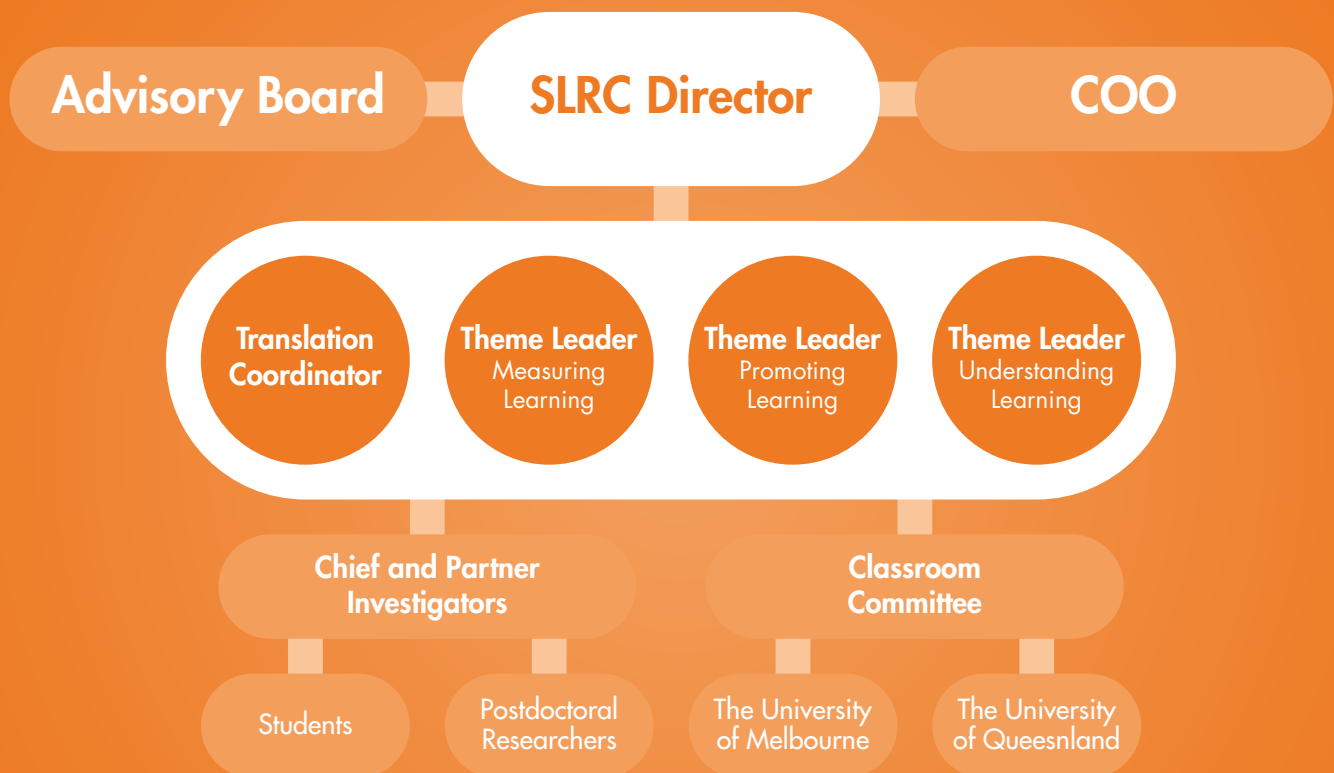 Advisory Board
SLRC Director
COO
Translation
Coordinator
Theme Leader
Measuring
Learning
Theme Leader
Promoting
Learning
Theme Leader
Understanding
Learning
Chief and Partner
Investigators
Classroom
Committee
Students
Postdoctoral
Researchers
The University
of Melbourne
The University
of Queesnland